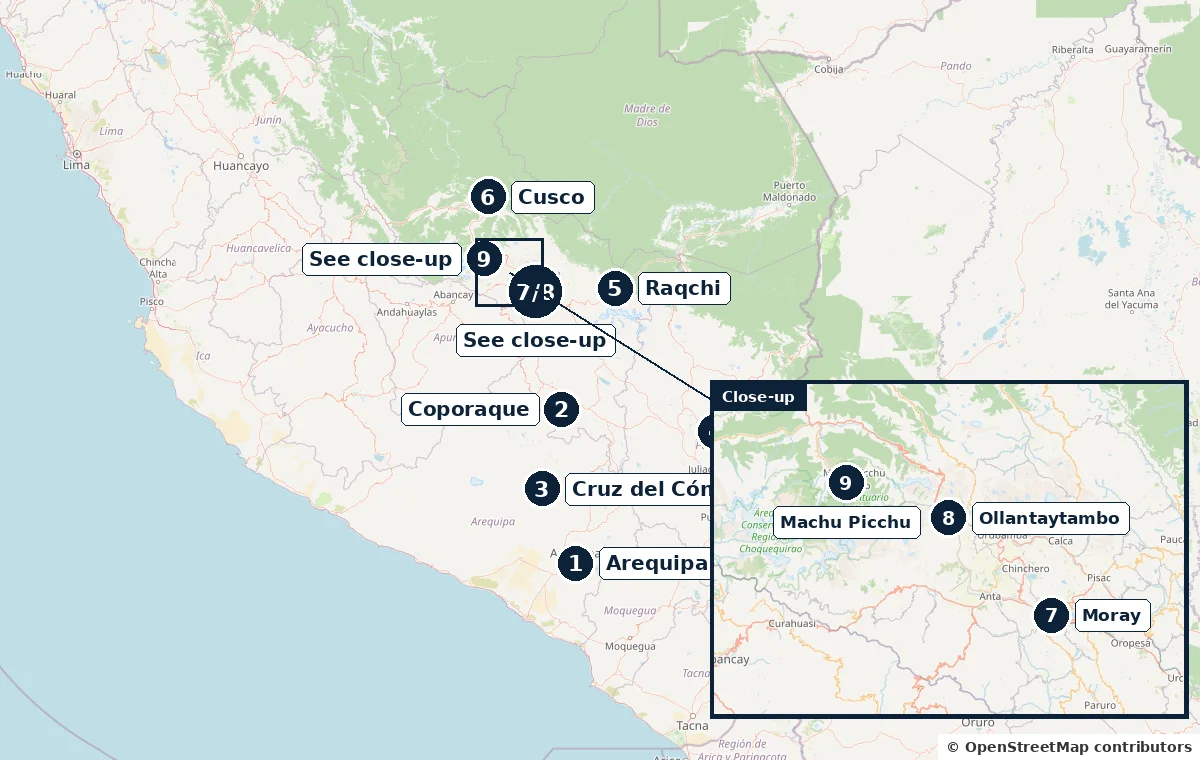 Riberalta
Guayaramerín
Huacho
Cobija
Pando
Huaral
Lima
Junín
Madre de
Dios
Lima
Huancayo
Puerto
Maldonado
6
Cusco
Huancavelica
Chincha
Alta
See close-up
9
Pisco
Abancay
7/8
5
Raqchi
Santa Ana
del Yacuma
Andahuaylas
Ayacucho
See close-up
Ica
Coporaque
2
Close-up
3
Cruz del Cón
Arequipa
1
Arequipa
Moquegua
Moquegua
Tacna
Tacna
Región de
Arica y Parinacota
Oruro
9
Machu Picchu
8
Ollantaytambo
Urubamba
Calca
Chinchero
Pisac
Anta
7
Moray
Curahuasi
Oropesa
Paruro
© OpenStreetMap contributors